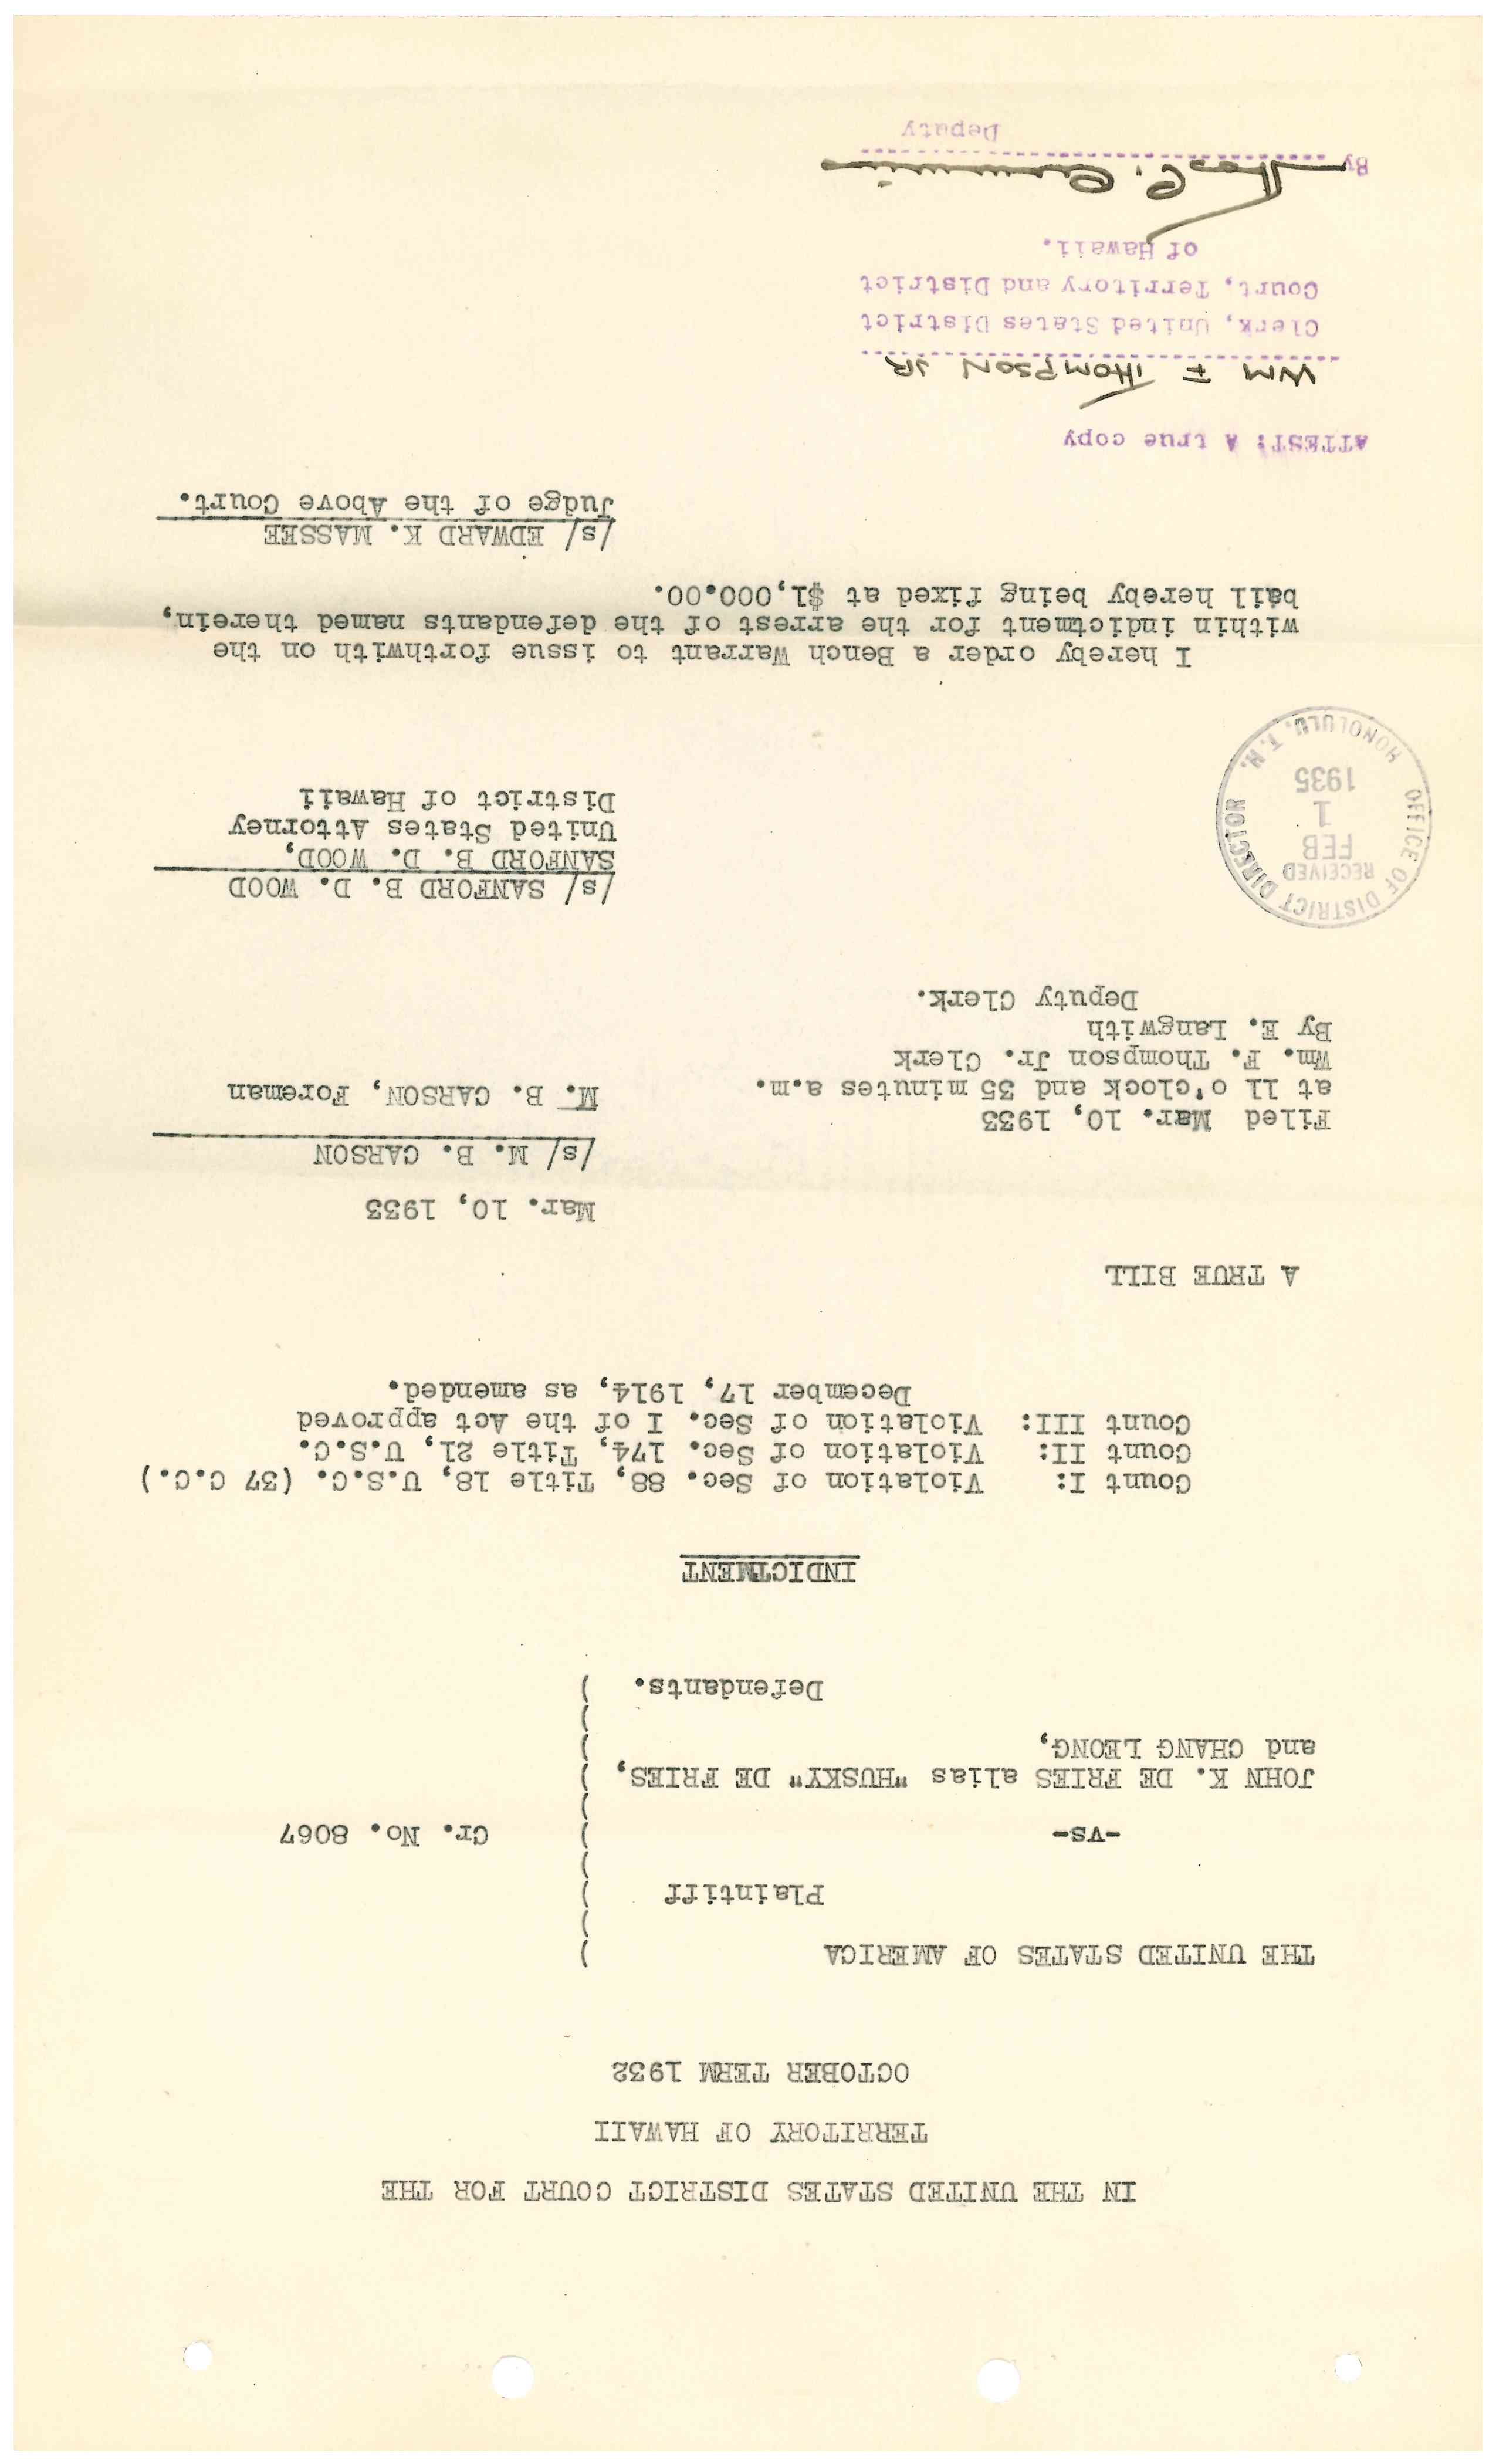 IN THE UNITED STATES DISTRICT COURT FOR THE
TERRITORY OF HAWAII
OCTOBER TERM 1932
THE UNITED STATES OF AMERICA )
)
Plaintiff )
)
-vs- ) Cr. No. 8067
)
JOHN K. DE FRIES alias "HUSKY" DE FRIES, )
and CHANG LEONG, )
)
Defendants. )
INDICTMENT
Count I: Violation of Sec. 88, Title 18, U.S.C. (37 C.C.)
Count II: Violation of Sec. 174, Title 21, U.S.C.
Count III: Violation of Sec. I of the Act approved
December 17, 1914, as amended.
A TRUE BILL
Mar. 10, 1933
/s/ M. B. CARSON
M. B. CARSON, Foreman
Filed Mar. 10, 1933
at 11 o'clock and 35 minutes a.m.
Wm. F. Thompson Jr. Clerk
By E. Langwith
Deputy Clerk.
OFFICE OF DISTRICT DIRECTOR
RECEIVED
FEB
1
1935
HONOLULU. T. H.
/s/ SANFORD B. D. WOOD
SANFORD B. D. WOOD,
United States Attorney
District of Hawaii
I hereby order a Bench Warrant to issue forthwith on the
within indictment for the arrest of the defendants named therein,
bail hereby being fixed at $1,000.00.
/s/ EDWARD K. MASSEE
Judge of the Above Court.
ATTEST: A true copy
WM F THOMPSON JR
Clerk, United States District
Court, Territory and District
of Hawaii.
By Thos P. Cummins
Deputy